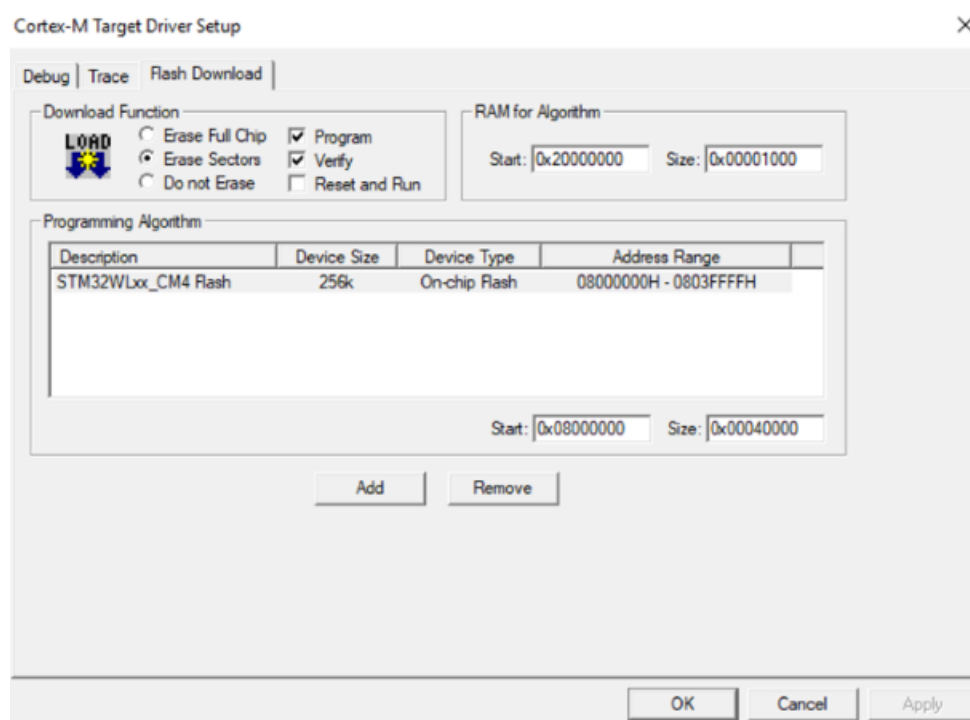 Cortex-M Target Driver Setup
Debug Trace Flash Download
Download Function
LOAD
Erase Full Chip Program
Erase Sectors Verify
Do not Erase Reset and Run
RAM for Algorithm
Start: 0x20000000 Size: 0x00001000
Programming Algorithm
Description Device Size Device Type Address Range
STM32WLxx_CM4 Flash 256k On-chip Flash 08000000H - 0803FFFFH
Start: 0x08000000 Size: 0x00040000
Add Remove
OK Cancel Apply